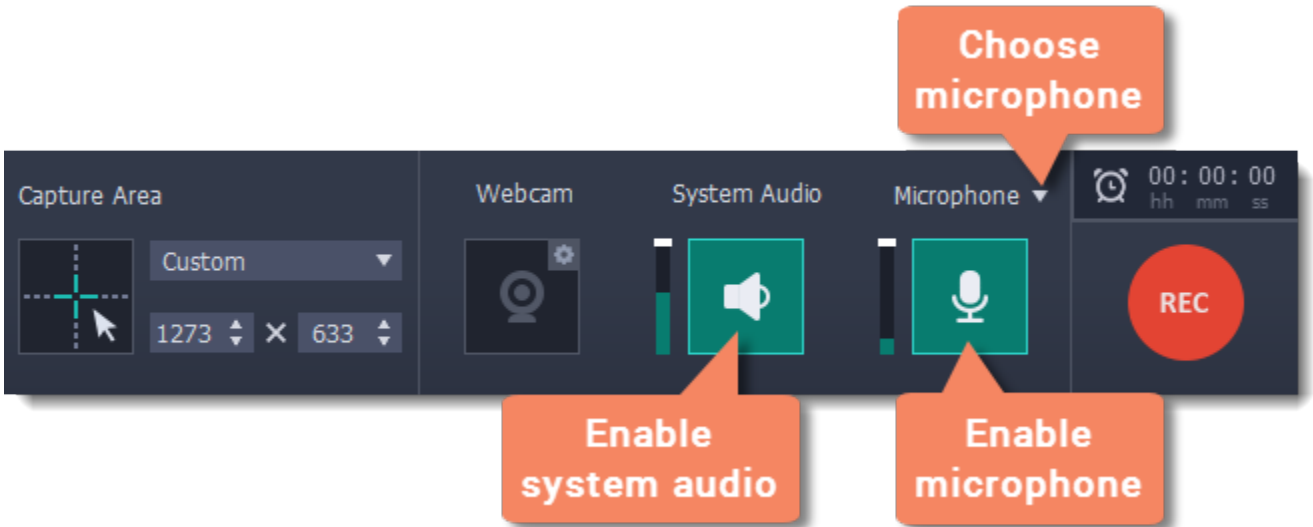 Choose
microphone
Capture Area
Webcam
System Audio
Microphone
00 : 00 : 00
hh mm ss
Custom
1273 × 633
REC
Enable
system audio
Enable
microphone